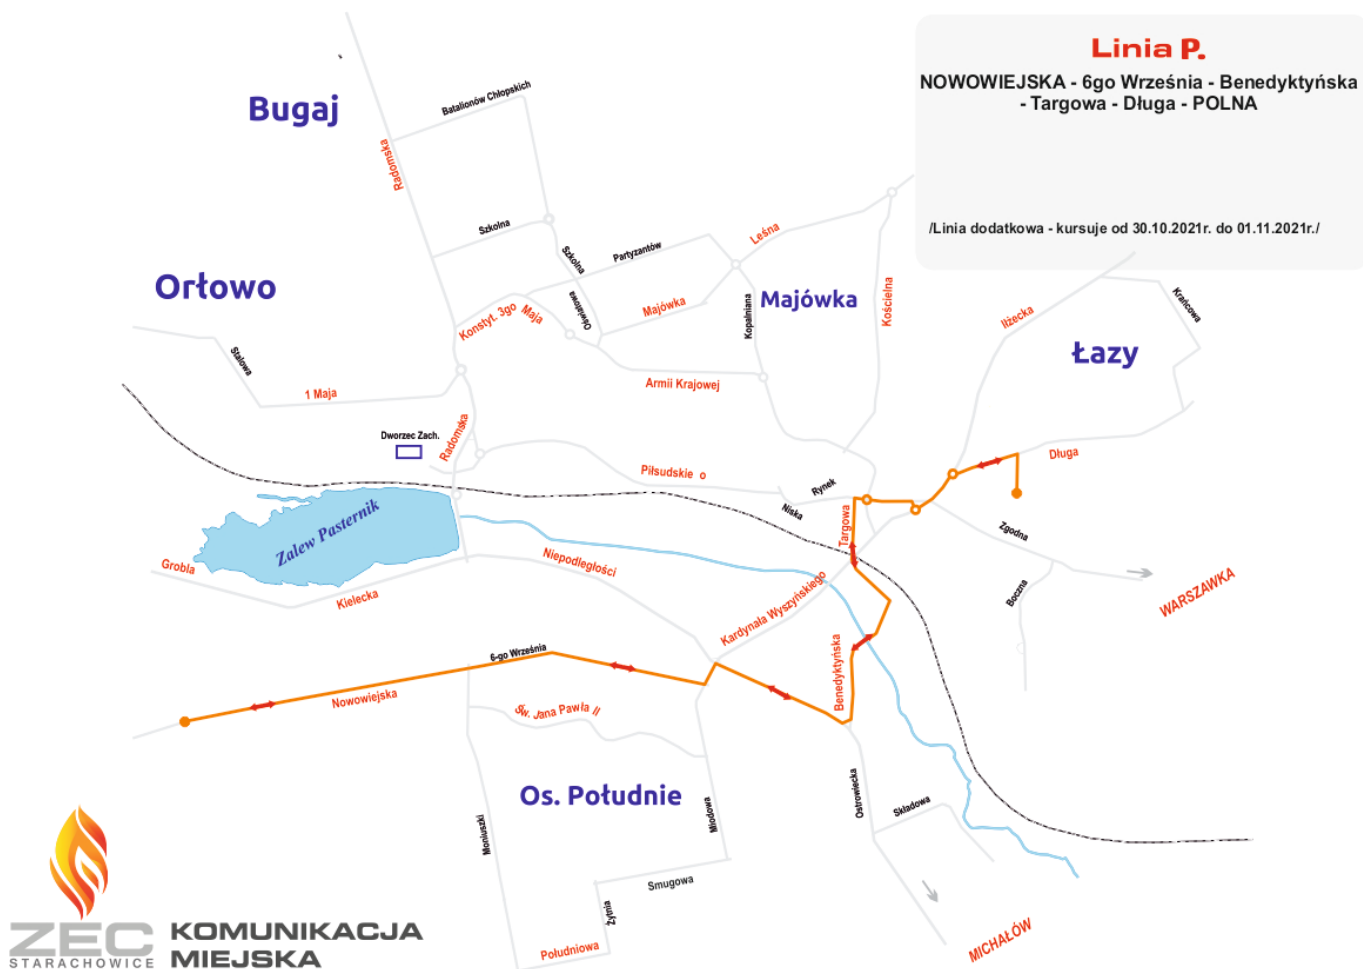 Linia P.
NOWOWIEJSKA - 6go Września - Benedyktyńska
- Targowa - Długa - POLNA
/Linia dodatkowa - kursuje od 30.10.2021r. do 01.11.2021r./
Bugaj
Batalionów Chłopskich
Radomska
Szkolna
Szkolna
Partyzantów
Leśna
Orłowo
Oświatowa
Majówka
Majówka
Kopalniana
Kościelna
Konstyt. 3go Maja
Iłżecka
Krańcowa
Łazy
Stalowa
1 Maja
Armii Krajowej
Dworzec Zach.
Radomska
Piłsudskie o
Rynek
Niska
Długa
Targowa
Zgodna
Zalew Pasternik
Grobla
Kielecka
Niepodległości
Kardynała Wyszyńskiego
Boczna
WARSZAWKA
6-go Września
Nowowiejska
Benedyktyńska
Św. Jana Pawła II
Os. Południe
Moniuszki
Miodowa
Ostrowiecka
Składowa
Smugowa
Żytnia
Południowa
MICHAŁÓW
ZEC
STARACHOWICE
KOMUNIKACJA
MIEJSKA